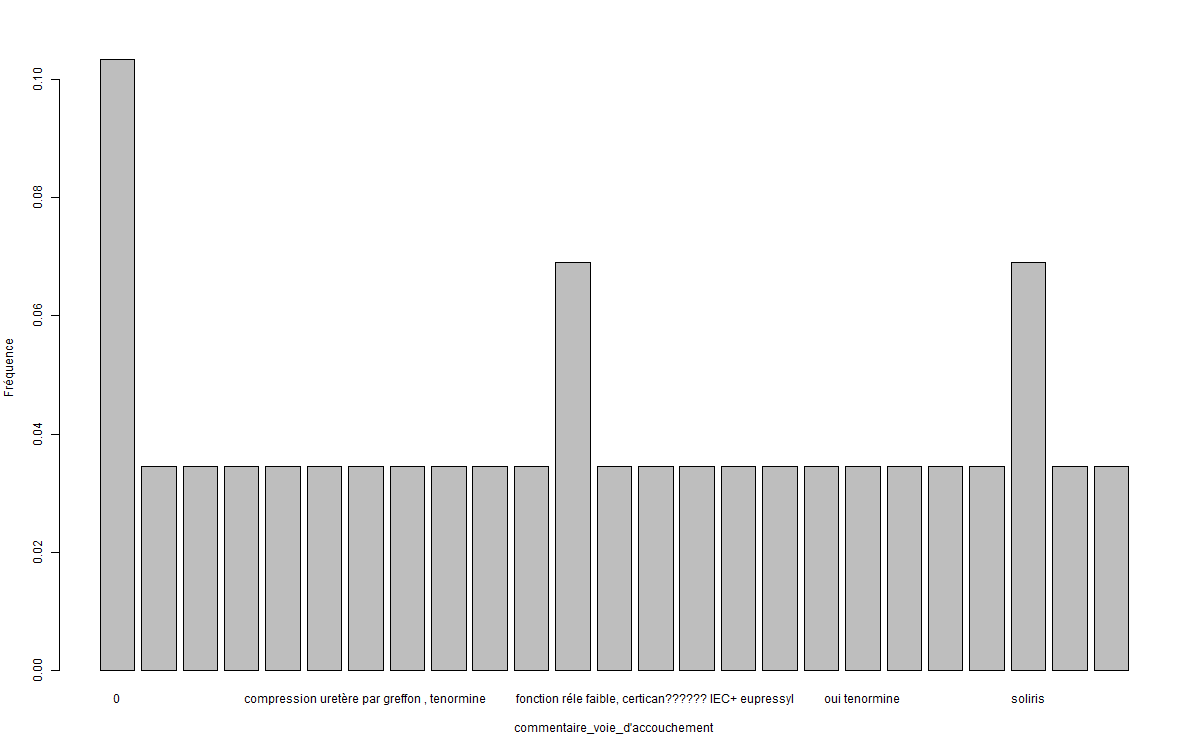 0.10
0.08
0.06
0.04
0.02
0.00
Fréquence
0 compression uretère par greffon , tenormine fonction réle faible, certican?????? IEC+ eupressyl oui tenormine soliris
commentaire_voie_d'accouchement